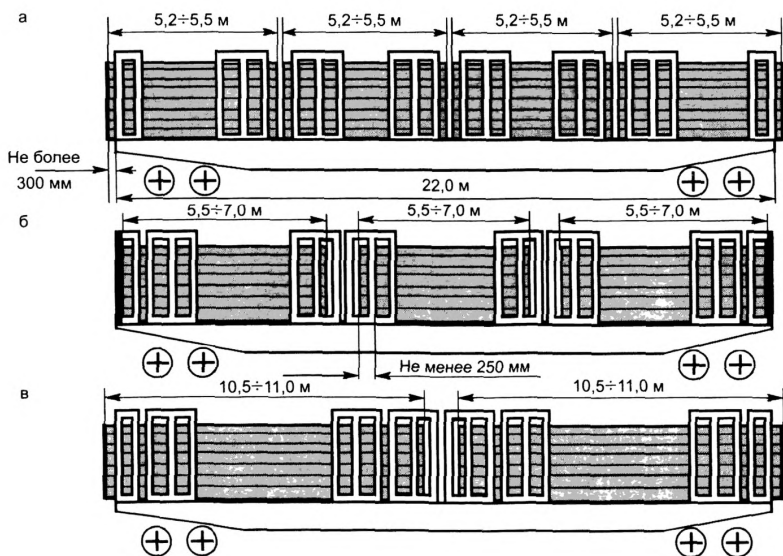 а
5,2÷5,5 м 5,2÷5,5 м 5,2÷5,5 м 5,2÷5,5 м
Не более
300 мм
22,0 м
б
5,5÷7,0 м 5,5÷7,0 м 5,5÷7,0 м
Не менее 250 мм
в
10,5÷11,0 м 10,5÷11,0 м